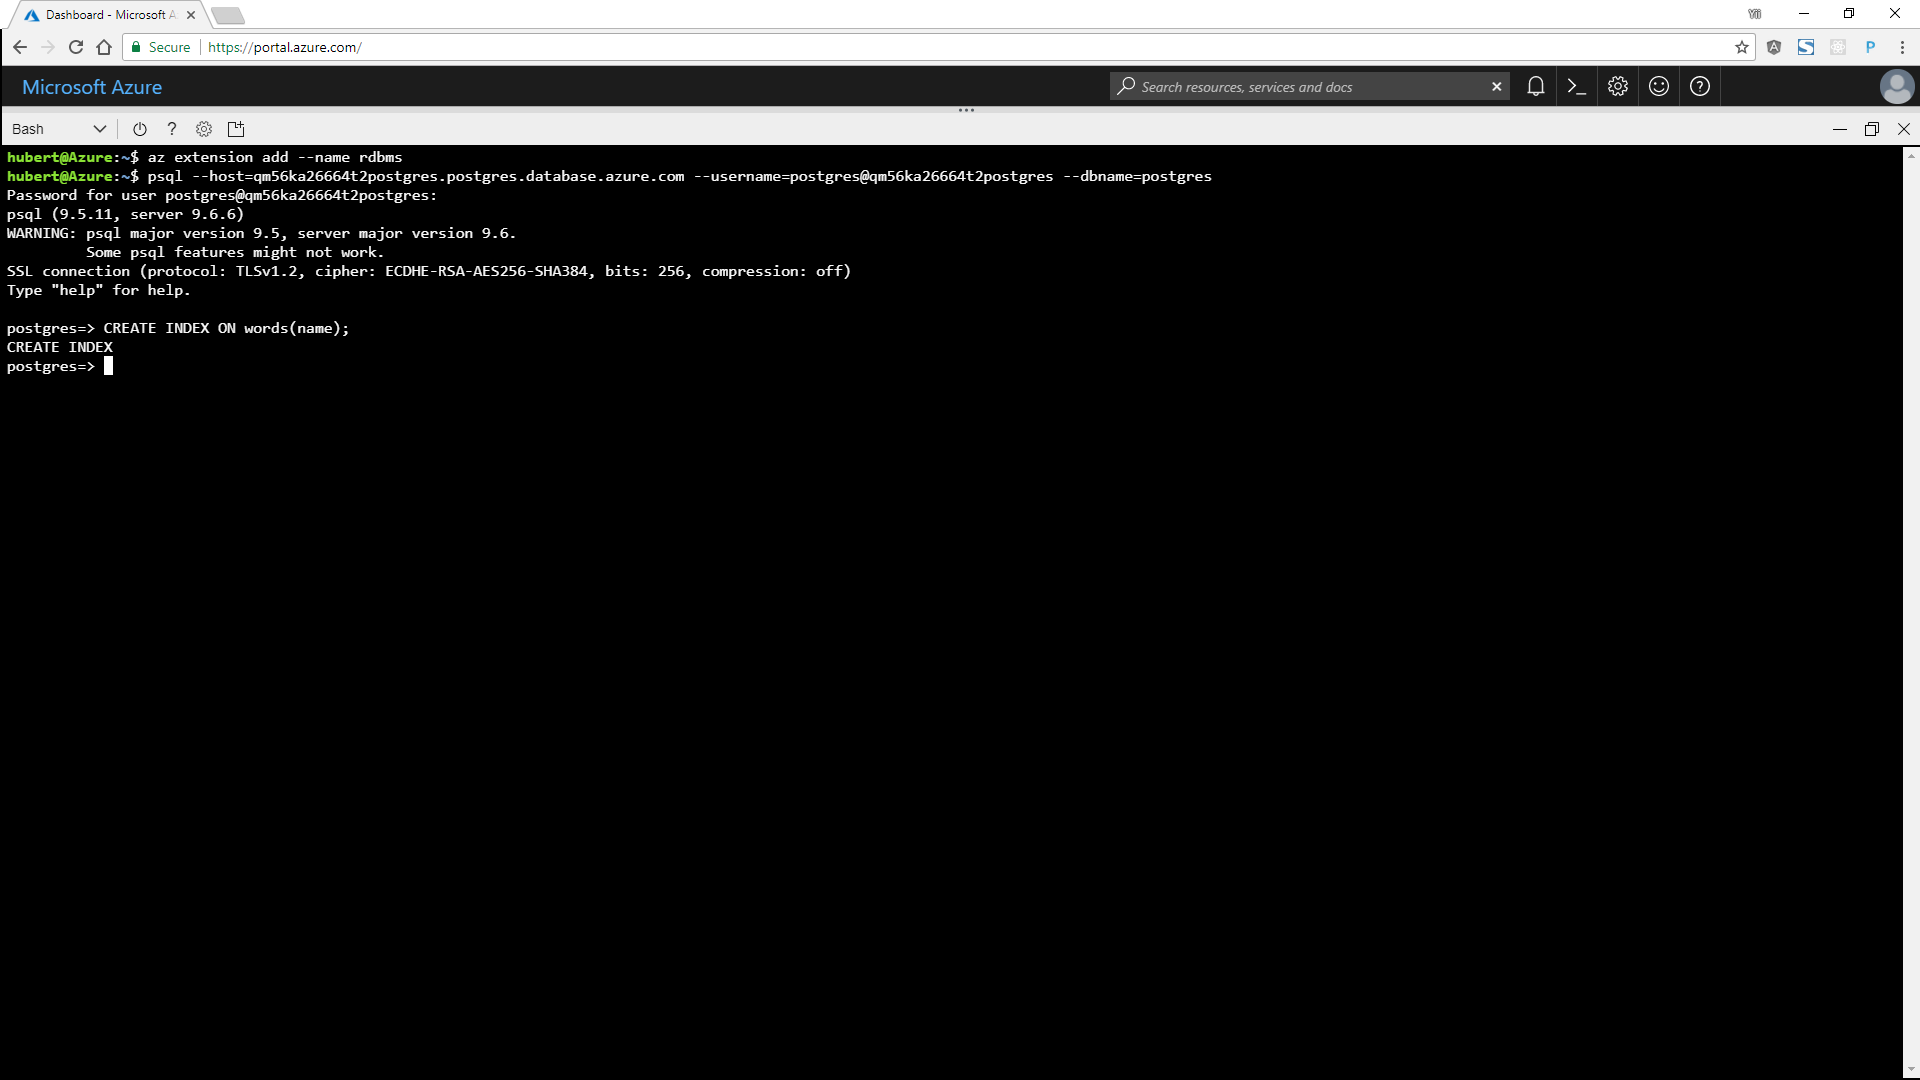 Dashboard - Microsoft A
Secure https://portal.azure.com/
Microsoft Azure
Search resources, services and docs
Bash
hubert@Azure:~$ az extension add --name rdbms
hubert@Azure:~$ psql --host=qm56ka26664t2postgres.postgres.database.azure.com --username=postgres@qm56ka26664t2postgres --dbname=postgres
Password for user postgres@qm56ka26664t2postgres:
psql (9.5.11, server 9.6.6)
WARNING: psql major version 9.5, server major version 9.6.
Some psql features might not work.
SSL connection (protocol: TLSv1.2, cipher: ECDHE-RSA-AES256-SHA384, bits: 256, compression: off)
Type "help" for help.
postgres=> CREATE INDEX ON words(name);
CREATE INDEX
postgres=>